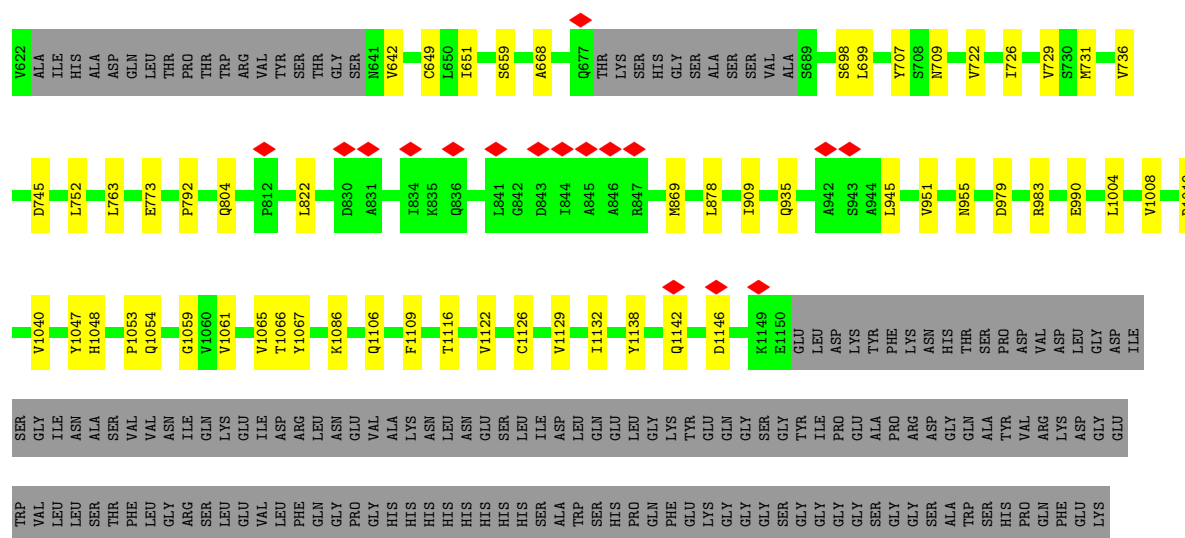 V622 ALA ILE HIS ALA ASP GLN LEU THR PRO THR TRP ARG VAL TYR SER THR GLY SER N641 V642 C649 L650 I651 S659 A668 Q677 THR LYS SER HIS GLY SER ALA SER SER VAL ALA S689 S698 L699 Y707 S708 N709 V722 I726 V729 S730 M731 V736
D745 L752 L763 E773 P792 Q804 P812 L822 D830 A831 I834 K835 Q836 L841 G842 D843 I844 A845 A846 R847 M869 L878 I909 Q935 A942 S943 A944 L945 V951 N955 D979 R983 E990 L1004 V1008
V1040 Y1047 H1048 P1053 Q1054 G1059 V1060 V1061 V1065 T1066 Y1067 K1086 Q1106 F1109 T1116 V1122 C1126 V1129 I1132 Y1138 Q1142 D1146 K1149 E1150 GLU LEU ASP LYS TYR PHE LYS ASN HIS THR SER PRO ASP VAL ASP LEU GLY ASP ILE
SER GLY ILE ASN ALA SER VAL VAL ASN ILE GLN LYS GLU ILE ASP ARG LEU ASN GLU VAL ALA LYS ASN LEU ASN GLU SER LEU ILE ASP LEU GLN GLU LEU GLY LYS TYR GLU GLN GLY SER GLY TYR ILE PRO GLU ALA PRO ARG ASP GLY GLN ALA TYR VAL ARG LYS ASP GLY GLU
TRP VAL LEU LEU SER THR PHE LEU GLY ARG SER LEU GLU VAL LEU PHE GLN GLY PRO GLY HIS HIS HIS HIS HIS HIS HIS HIS SER ALA TRP SER HIS PRO GLN PHE GLU LYS GLY GLY GLY SER GLY GLY GLY GLY SER GLY GLY SER ALA TRP SER HIS PRO GLN PHE GLU LYS